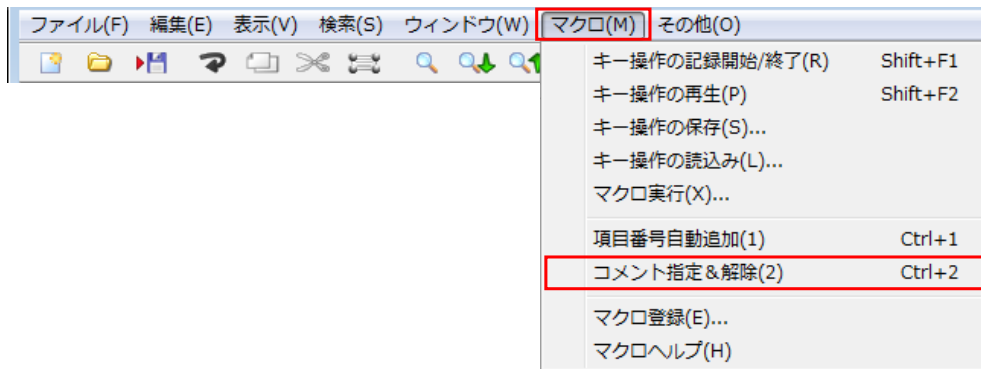 ファイル(F) 編集(E) 表示(V) 検索(S) ウィンドウ(W) マクロ(M) その他(O)
キー操作の記録開始/終了(R) Shift+F1
キー操作の再生(P) Shift+F2
キー操作の保存(S)...
キー操作の読込み(L)...
マクロ実行(X)...
項目番号自動追加(1) Ctrl+1
コメント指定＆解除(2) Ctrl+2
マクロ登録(E)...
マクロヘルプ(H)